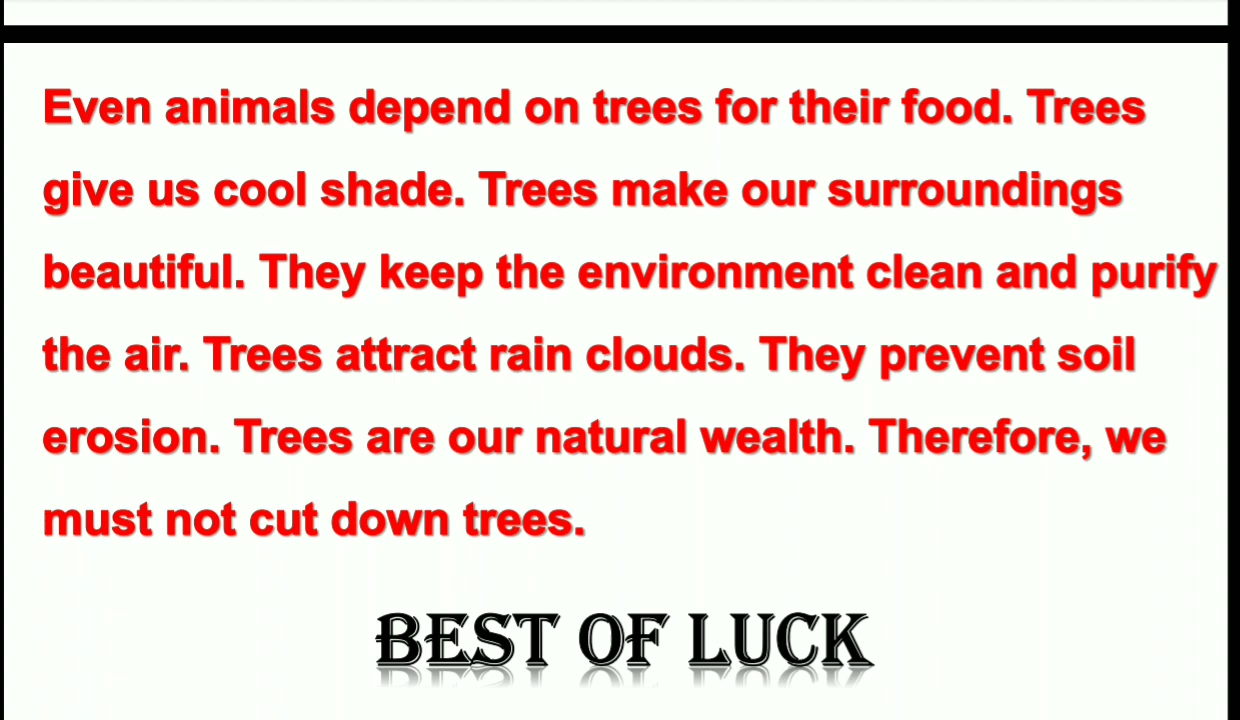 Even animals depend on trees for their food. Trees
give us cool shade. Trees make our surroundings
beautiful. They keep the environment clean and purify
the air. Trees attract rain clouds. They prevent soil
erosion. Trees are our natural wealth. Therefore, we
must not cut down trees.
BEST OF LUCK